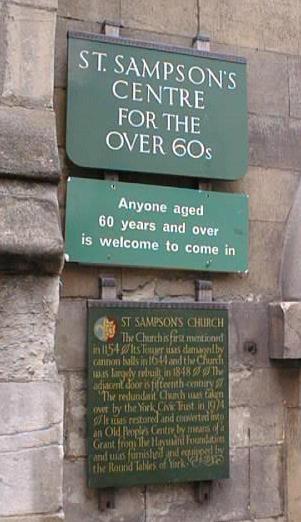 ST. SAMPSON'S
CENTRE
FOR THE
OVER 60s
Anyone aged
60 years and over
is welcome to come in
ST SAMPSON'S CHURCH
The Church is first mentioned
in 1154 Its Tower was damaged by
cannon balls in 1644 and the Church
was largely rebuilt in 1848 The
adjacent door is fifteenth-century
The redundant Church was taken
over by the York Civic Trust in 1974
It was restored and converted into
an Old People's Centre by means of a
Grant from the Hayward Foundation
and was furnished and equipped by
the Round Tables of York